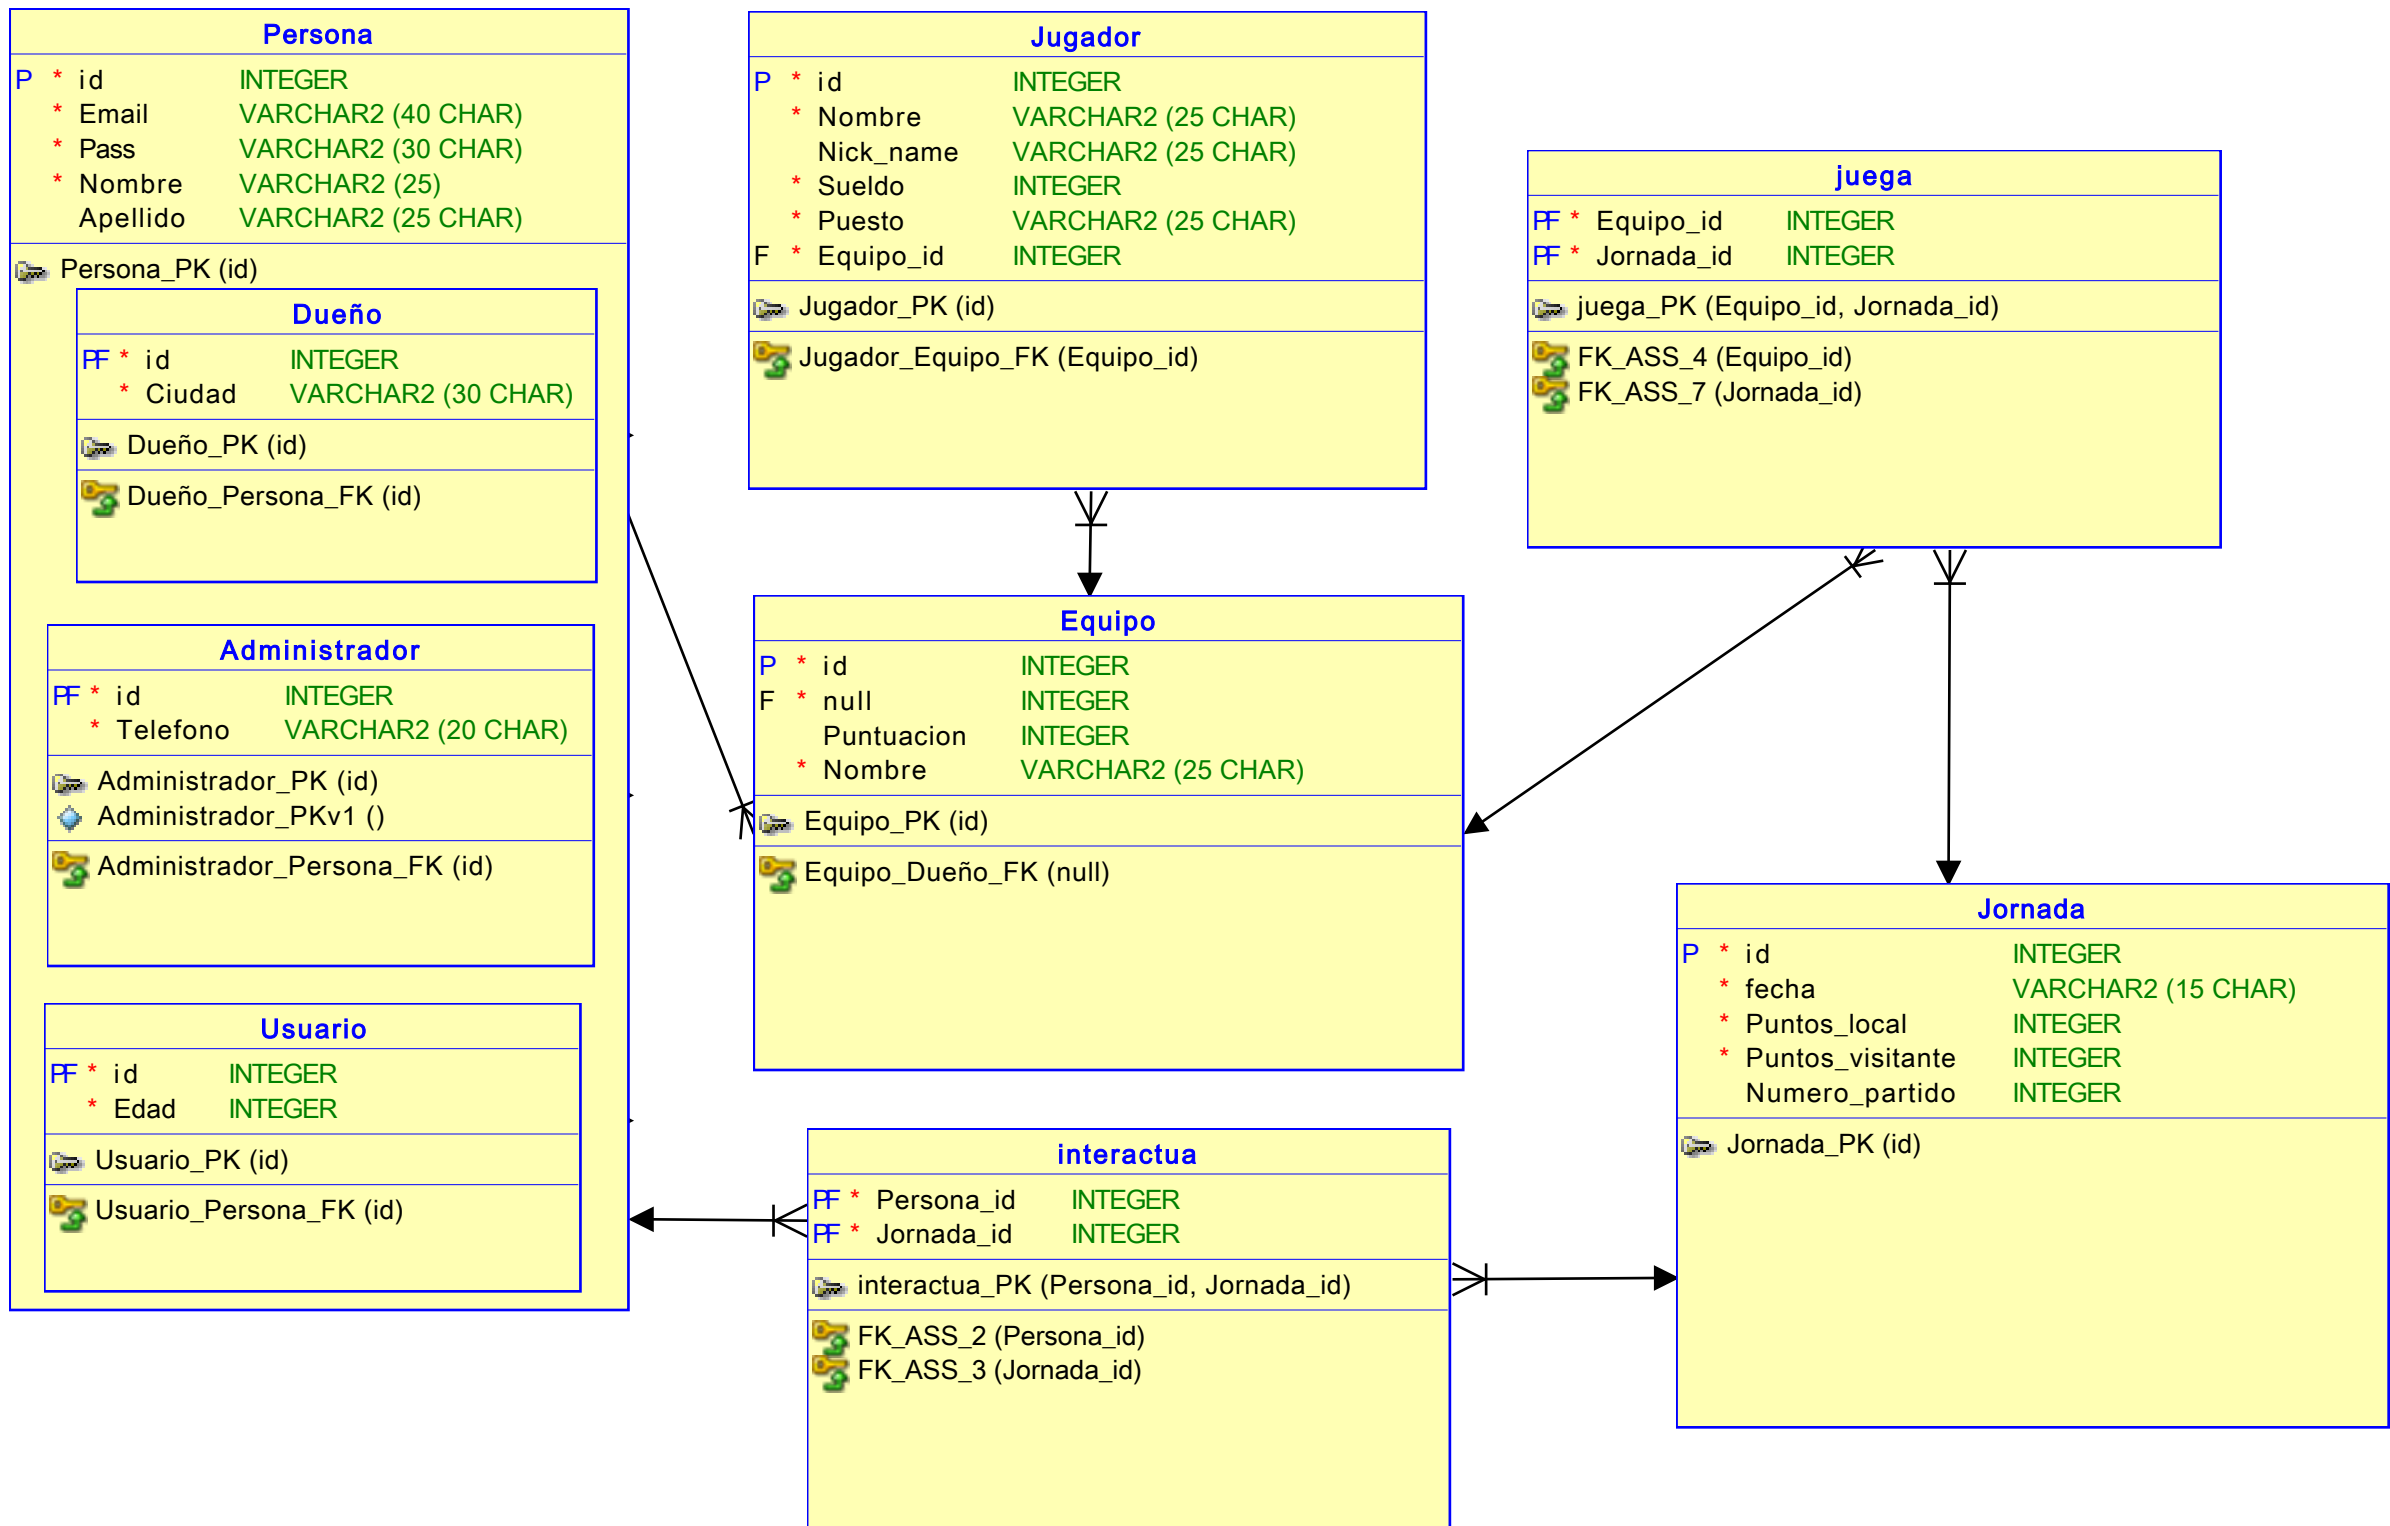 Persona
P * id INTEGER
* Email VARCHAR2 (40 CHAR)
* Pass VARCHAR2 (30 CHAR)
* Nombre VARCHAR2 (25)
Apellido VARCHAR2 (25 CHAR)
Persona_PK (id)
Dueño
PF * id INTEGER
* Ciudad VARCHAR2 (30 CHAR)
Dueño_PK (id)
Dueño_Persona_FK (id)
Administrador
PF * id INTEGER
* Telefono VARCHAR2 (20 CHAR)
Administrador_PK (id)
Administrador_PKv1 ()
Administrador_Persona_FK (id)
Usuario
PF * id INTEGER
* Edad INTEGER
Usuario_PK (id)
Usuario_Persona_FK (id)
Jugador
P * id INTEGER
* Nombre VARCHAR2 (25 CHAR)
Nick_name VARCHAR2 (25 CHAR)
* Sueldo INTEGER
* Puesto VARCHAR2 (25 CHAR)
F * Equipo_id INTEGER
Jugador_PK (id)
Jugador_Equipo_FK (Equipo_id)
Equipo
P * id INTEGER
F * null INTEGER
Puntuacion INTEGER
* Nombre VARCHAR2 (25 CHAR)
Equipo_PK (id)
Equipo_Dueño_FK (null)
interactua
PF * Persona_id INTEGER
PF * Jornada_id INTEGER
interactua_PK (Persona_id, Jornada_id)
FK_ASS_2 (Persona_id)
FK_ASS_3 (Jornada_id)
juega
PF * Equipo_id INTEGER
PF * Jornada_id INTEGER
juega_PK (Equipo_id, Jornada_id)
FK_ASS_4 (Equipo_id)
FK_ASS_7 (Jornada_id)
Jornada
P * id INTEGER
* fecha VARCHAR2 (15 CHAR)
* Puntos_local INTEGER
* Puntos_visitante INTEGER
Numero_partido INTEGER
Jornada_PK (id)